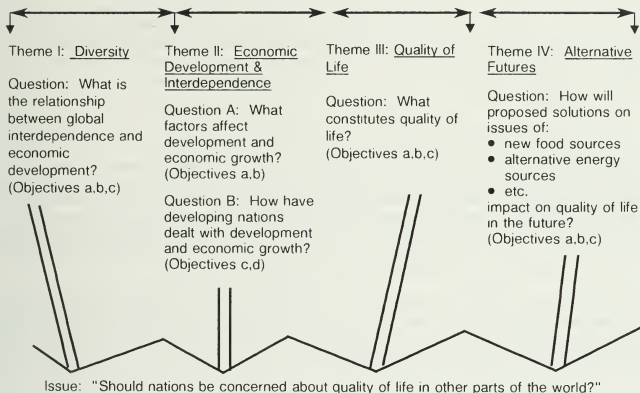 Theme I: Diversity
Question: What is
the relationship
between global
interdependence and
economic
development?
(Objectives a,b,c)
Theme II: Economic
Development &
Interdependence
Question A: What
factors affect
development and
economic growth?
(Objectives a,b)
Question B: How have
developing nations
dealt with development
and economic growth?
(Objectives c,d)
Theme III: Quality of
Life
Question: What
constitutes quality of
life?
(Objectives a,b,c)
Theme IV: Alternative
Futures
Question: How will
proposed solutions on
issues of:
• new food sources
• alternative energy
sources
• etc.
impact on quality of life
in the future?
(Objectives a,b,c)
Issue: "Should nations be concerned about quality of life in other parts of the world?"